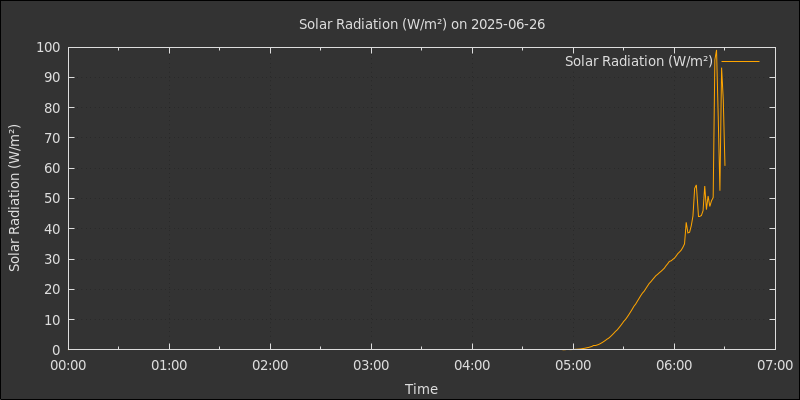 Solar Radiation (W/m²) on 2025-06-26
Solar Radiation (W/m²)
Solar Radiation (W/m²)
100
90
80
70
60
50
40
30
20
10
0
00:00 01:00 02:00 03:00 04:00 05:00 06:00 07:00
Time